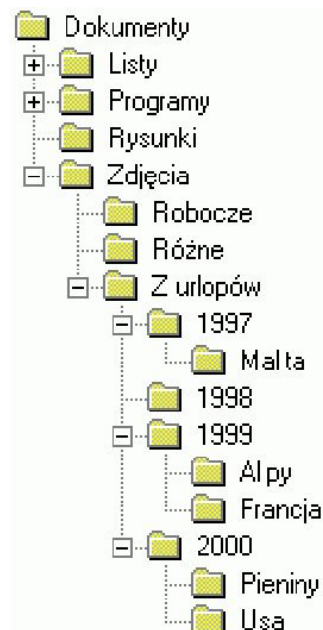 Dokumenty
Listy
Programy
Rysunki
Zdjęcia
Robocze
Różne
Z urlopów
1997
Malta
1998
1999
Alpy
Francja
2000
Pieniny
Usa